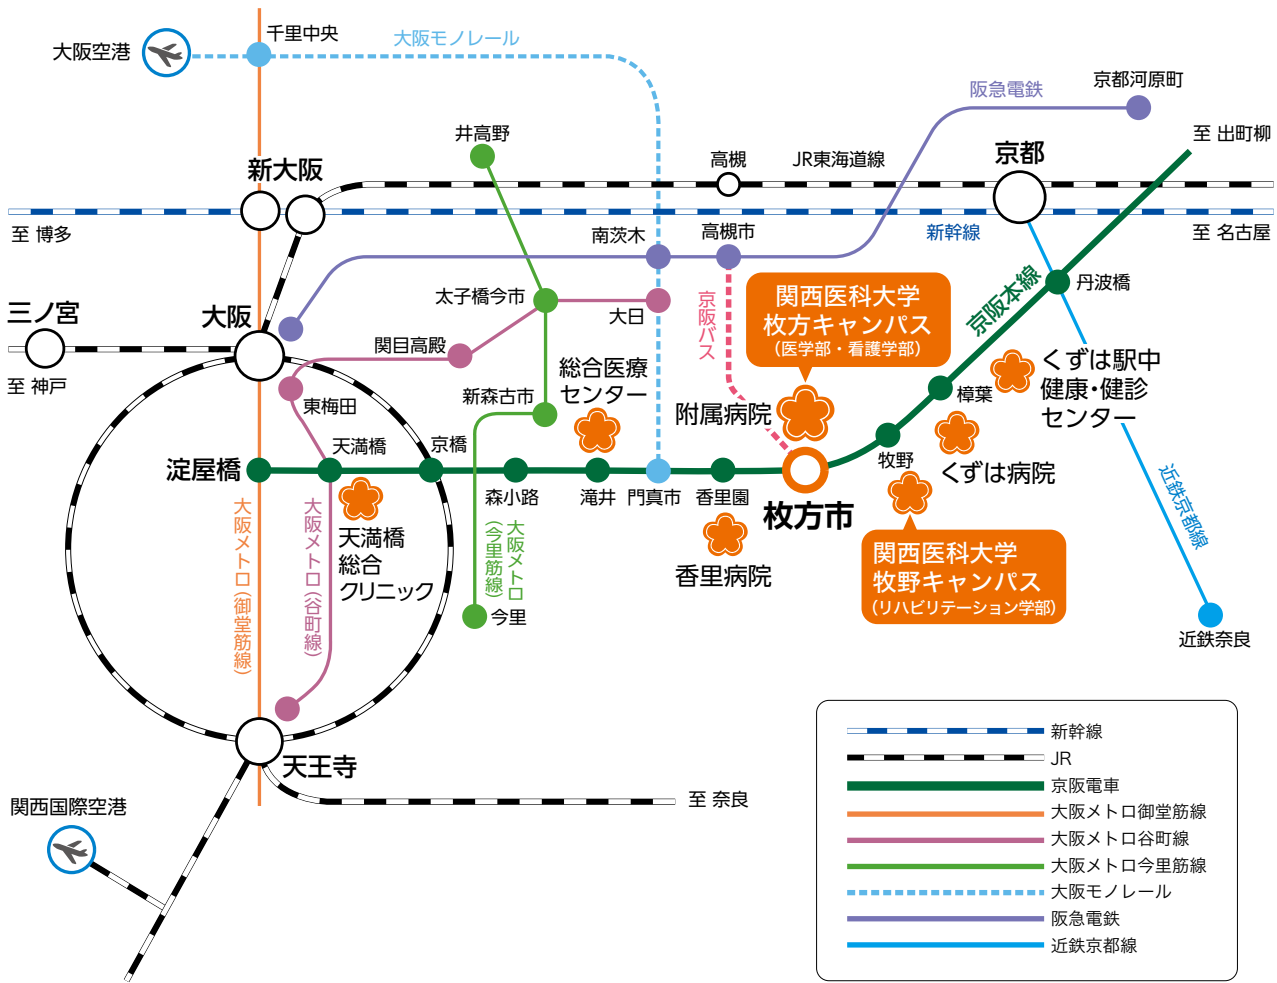 千里中央
大阪モノレール
大阪空港
阪急電鉄
京都河原町
至 出町柳
井高野
新大阪
高槻
JR東海道線
京都
至 博多
南茨木
高槻市
新幹線
至 名古屋
三ノ宮
大阪
太子橋今市
大日
京阪バス
関西医科大学
枚方キャンパス
(医学部・看護学部)
京阪本線
丹波橋
至 神戸
関目高殿
総合医療
センター
くずは駅中
健康・健診
センター
東梅田
新森古市
附属病院
樟葉
天満橋
京橋
淀屋橋
牧野
くずは病院
森小路
滝井
門真市
香里園
枚方市
近鉄京都線
大阪メトロ(御堂筋線)
大阪メトロ(谷町線)
天満橋
総合
クリニック
大阪メトロ
(今里筋線)
香里病院
関西医科大学
牧野キャンパス
(リハビリテーション学部)
今里
近鉄奈良
天王寺
至 奈良
関西国際空港
新幹線
JR
京阪電車
大阪メトロ御堂筋線
大阪メトロ谷町線
大阪メトロ今里筋線
大阪モノレール
阪急電鉄
近鉄京都線